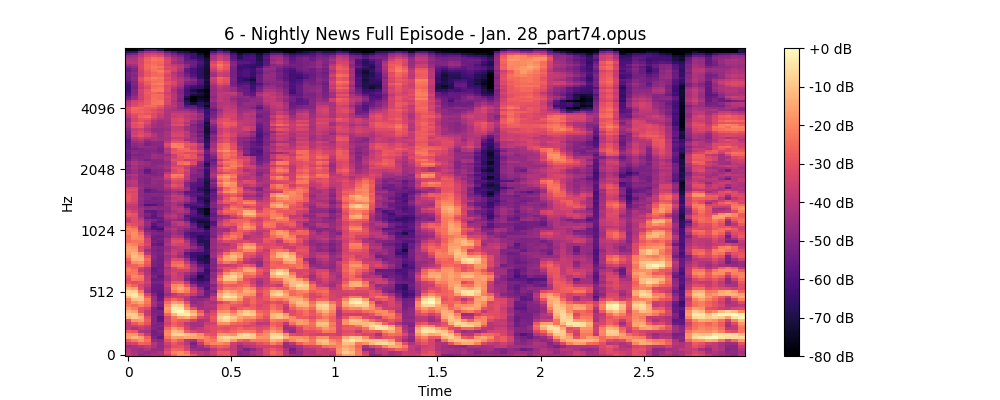 6 - Nightly News Full Episode - Jan. 28_part74.opus
Hz
4096
2048
1024
512
0
0
0.5
1
1.5
2
2.5
Time
+0 dB
-10 dB
-20 dB
-30 dB
-40 dB
-50 dB
-60 dB
-70 dB
-80 dB